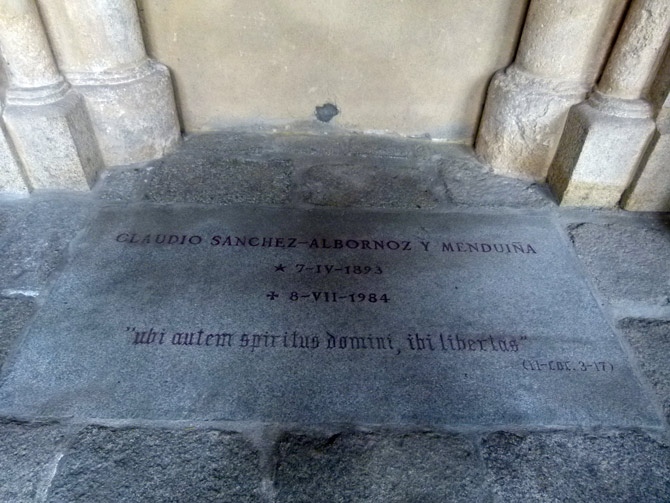 CLAUDIO SANCHEZ-ALBORNOZ Y MENDUIÑA
★ 7-IV-1893
✢ 8-VII-1984
"ubi autem spiritus domini, ibi libertas"
(II-COL. 3-17)